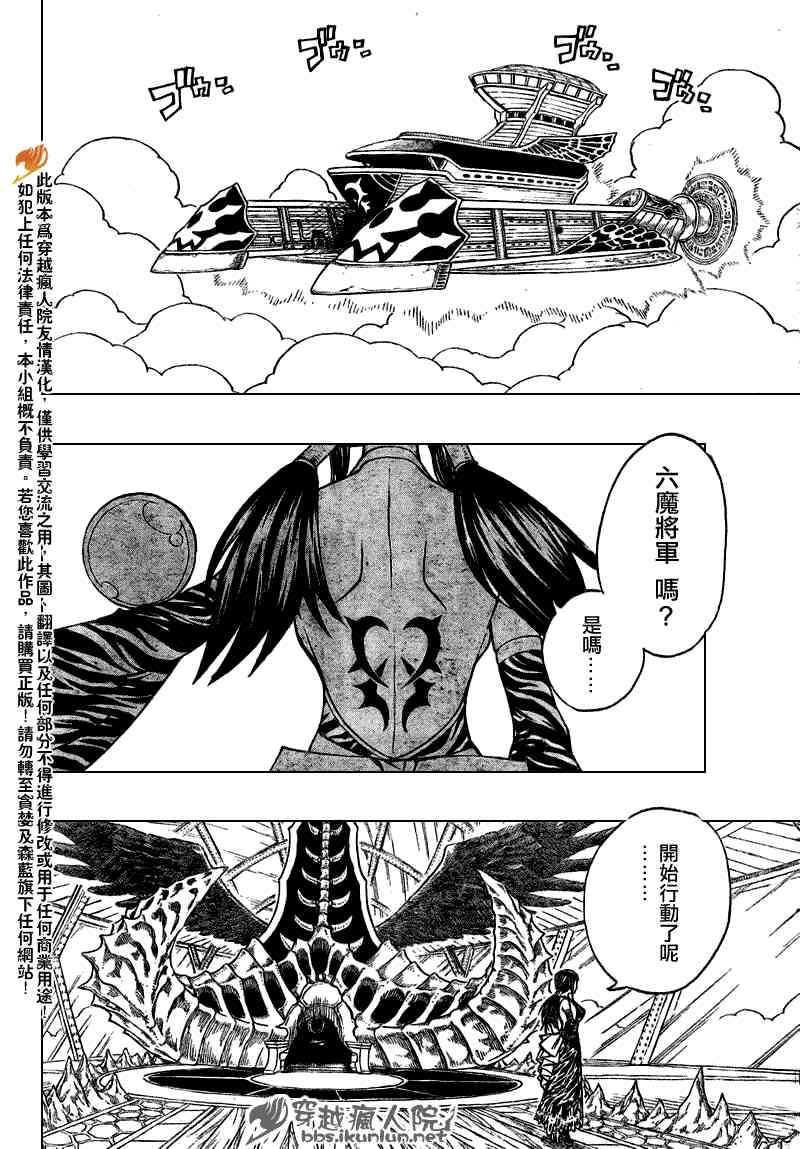 ゴゥン
ゴゥン
ゴゥン
ゴゥン
六魔將軍 嗎？
是嗎……
開始行動了呢
………
此版本爲穿越瘋人院友情漢化，僅供學習交流之用，其圖、翻譯以及任何部分不得進行修改或用于任何商業用途！
如犯上任何法律責任，本小組概不負責。若您喜歡此作品，請購買正版！請勿轉至貪婪及森藍旗下任何網站！
穿越瘋人院
bbs.ikunlun.net